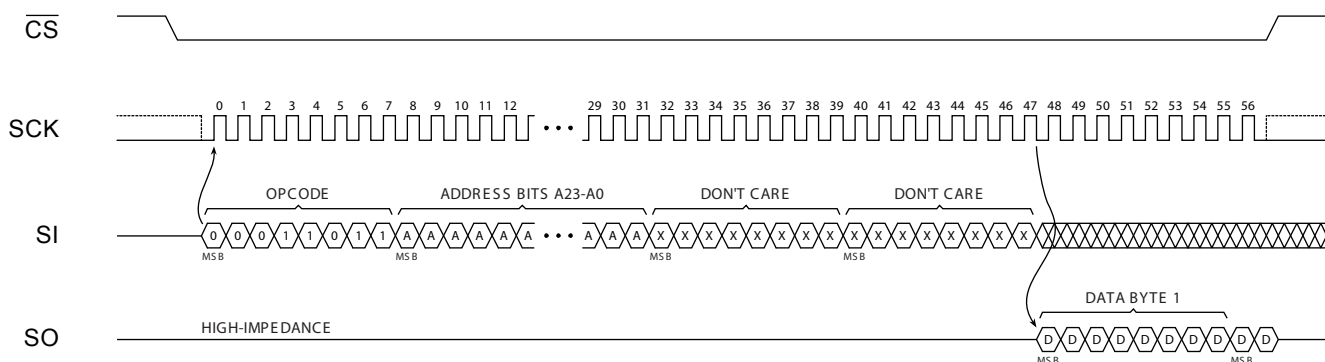 CS
0 1 2 3 4 5 6 7 8 9 10 11 12 29 30 31 32 33 34 35 36 37 38 39 40 41 42 43 44 45 46 47 48 49 50 51 52 53 54 55 56
SCK •••
OPCODE ADDRESS BITS A23-A0 DON'T CARE DON'T CARE
SI 0 0 0 1 1 0 1 1 A A A A A A ••• A A A X X X X X X X X X X X X X X X X
MSB MSB MSB MSB
DATA BYTE 1
HIGH-IMPEDANCE
SO D D D D D D D D D D
MSB MSB